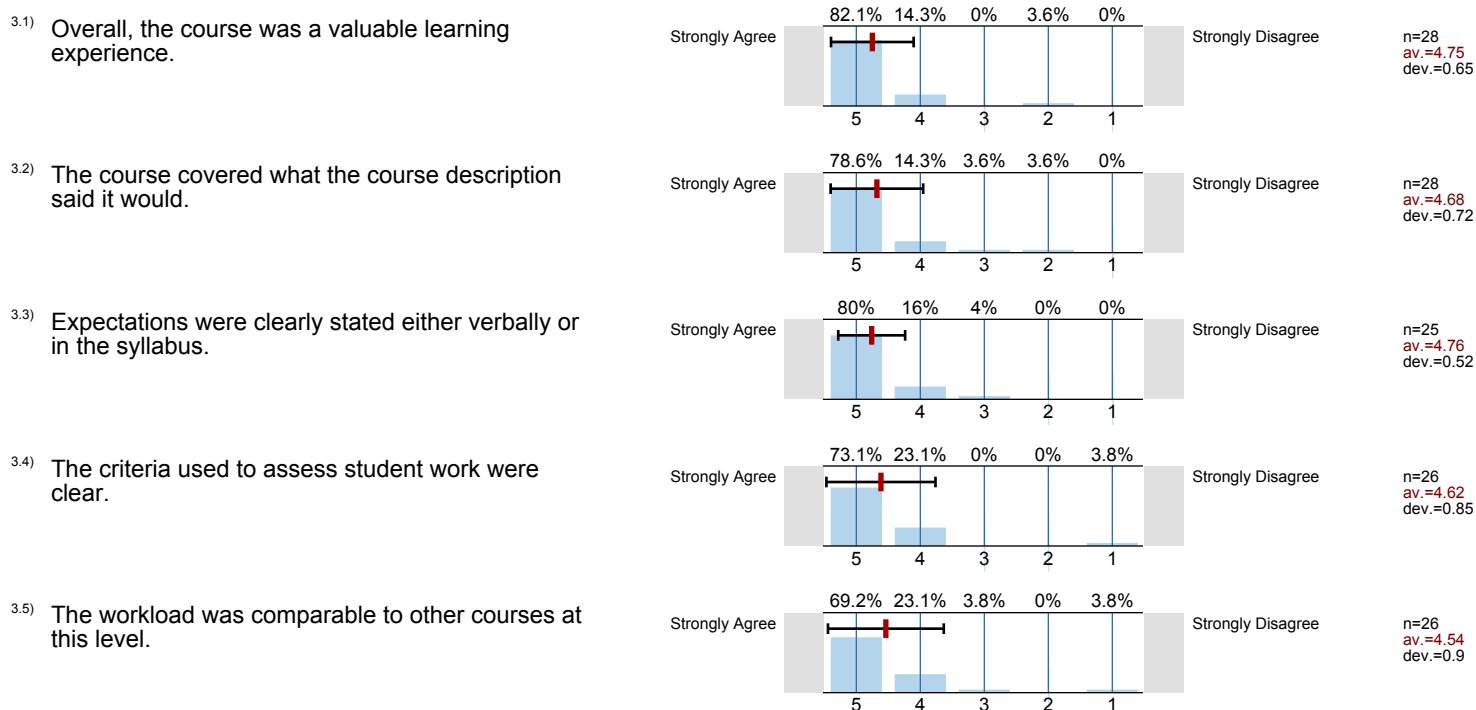 3.1) Overall, the course was a valuable learning
experience.
82.1% 14.3% 0% 3.6% 0%
Strongly Agree
Strongly Disagree
n=28
av.=4.75
dev.=0.65
5 4 3 2 1
3.2) The course covered what the course description
said it would.
78.6% 14.3% 3.6% 3.6% 0%
Strongly Agree
Strongly Disagree
n=28
av.=4.68
dev.=0.72
5 4 3 2 1
3.3) Expectations were clearly stated either verbally or
in the syllabus.
80% 16% 4% 0% 0%
Strongly Agree
Strongly Disagree
n=25
av.=4.76
dev.=0.52
5 4 3 2 1
3.4) The criteria used to assess student work were
clear.
73.1% 23.1% 0% 0% 3.8%
Strongly Agree
Strongly Disagree
n=26
av.=4.62
dev.=0.85
5 4 3 2 1
3.5) The workload was comparable to other courses at
this level.
69.2% 23.1% 3.8% 0% 3.8%
Strongly Agree
Strongly Disagree
n=26
av.=4.54
dev.=0.9
5 4 3 2 1